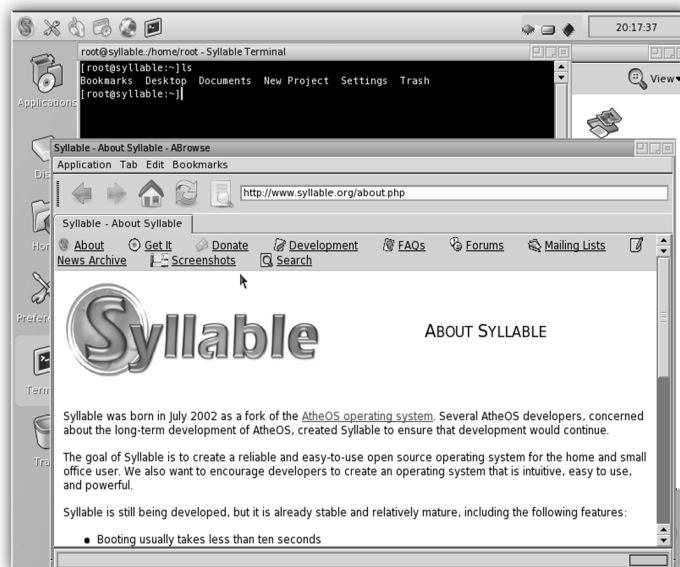 20:17:37
root@syllable:/home/root - Syllable Terminal
[root@syllable:~]ls
Bookmarks Desktop Documents New Project Settings Trash
[root@syllable:~]
View
Applications
Syllable - About Syllable - ABrowse
Application Tab Edit Bookmarks
http://www.syllable.org/about.php
Syllable - About Syllable
About Get It Donate Development FAQs Forums Mailing Lists
News Archive Screenshots Search
Syllable
ABOUT SYLLABLE
Syllable was born in July 2002 as a fork of the AtheOS operating system. Several AtheOS developers, concerned
about the long-term development of AtheOS, created Syllable to ensure that development would continue.
The goal of Syllable is to create a reliable and easy-to-use open source operating system for the home and small
office user. We also want to encourage developers to create an operating system that is intuitive, easy to use,
and powerful.
Syllable is still being developed, but it is already stable and relatively mature, including the following features:
• Booting usually takes less than ten seconds